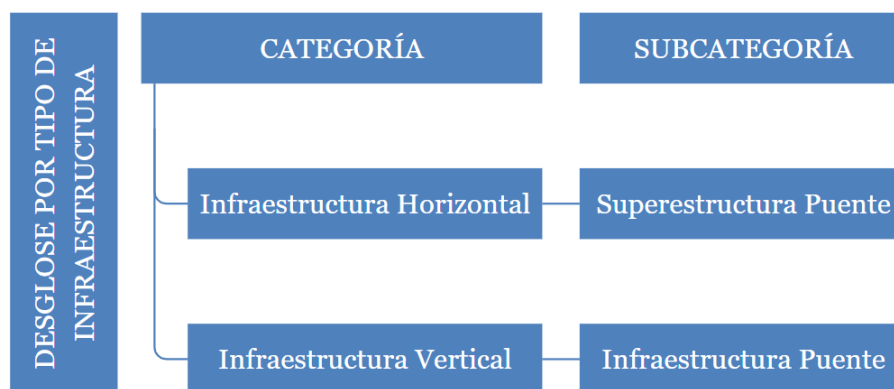 DESGLOSE POR TIPO DE
INFRAESTRUCTURA
CATEGORÍA
SUBCATEGORÍA
Infraestructura Horizontal
Superestructura Puente
Infraestructura Vertical
Infraestructura Puente